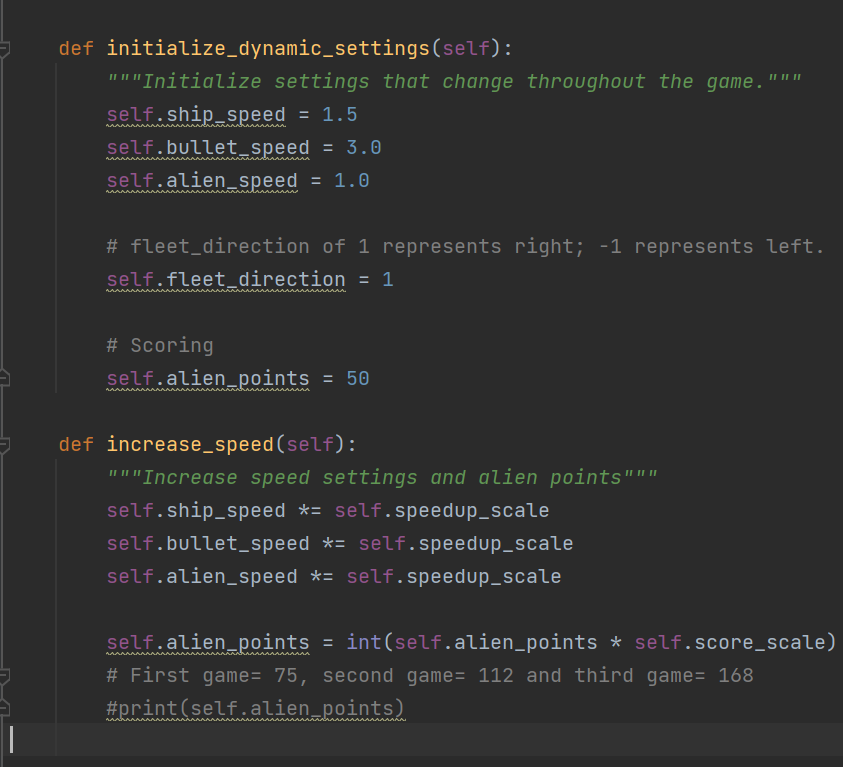 def initialize_dynamic_settings(self):
"""Initialize settings that change throughout the game."""
self.ship_speed = 1.5
self.bullet_speed = 3.0
self.alien_speed = 1.0
# fleet_direction of 1 represents right; -1 represents left.
self.fleet_direction = 1
# Scoring
self.alien_points = 50
def increase_speed(self):
"""Increase speed settings and alien points"""
self.ship_speed *= self.speedup_scale
self.bullet_speed *= self.speedup_scale
self.alien_speed *= self.speedup_scale
self.alien_points = int(self.alien_points * self.score_scale)
# First game= 75, second game= 112 and third game= 168
#print(self.alien_points)